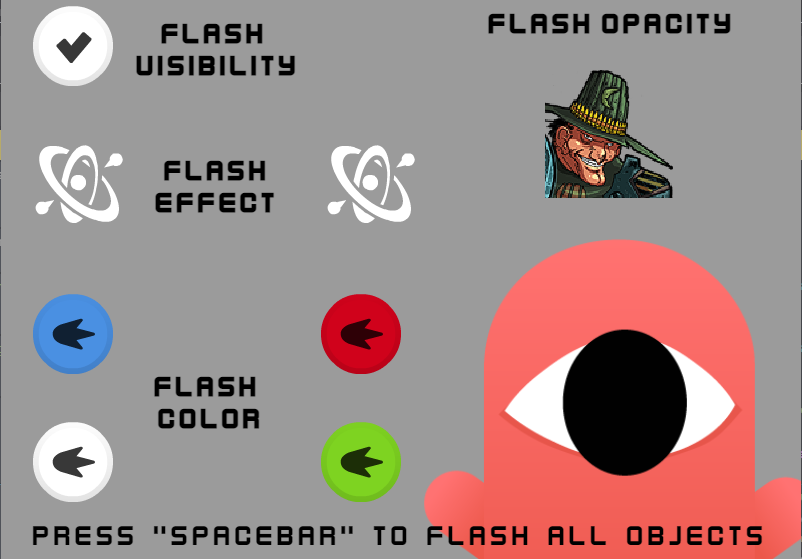 FLASH
VISIBILITY
FLASH OPACITY
FLASH
EFFECT
FLASH
COLOR
PRESS "SPACEBAR" TO FLASH ALL OBJECTS